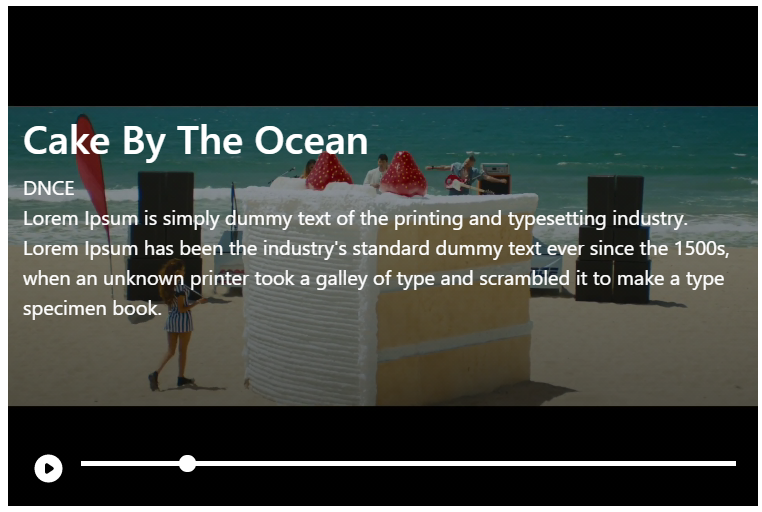 Cake By The Ocean
DNCE
Lorem Ipsum is simply dummy text of the printing and typesetting industry.
Lorem Ipsum has been the industry's standard dummy text ever since the 1500s,
when an unknown printer took a galley of type and scrambled it to make a type
specimen book.